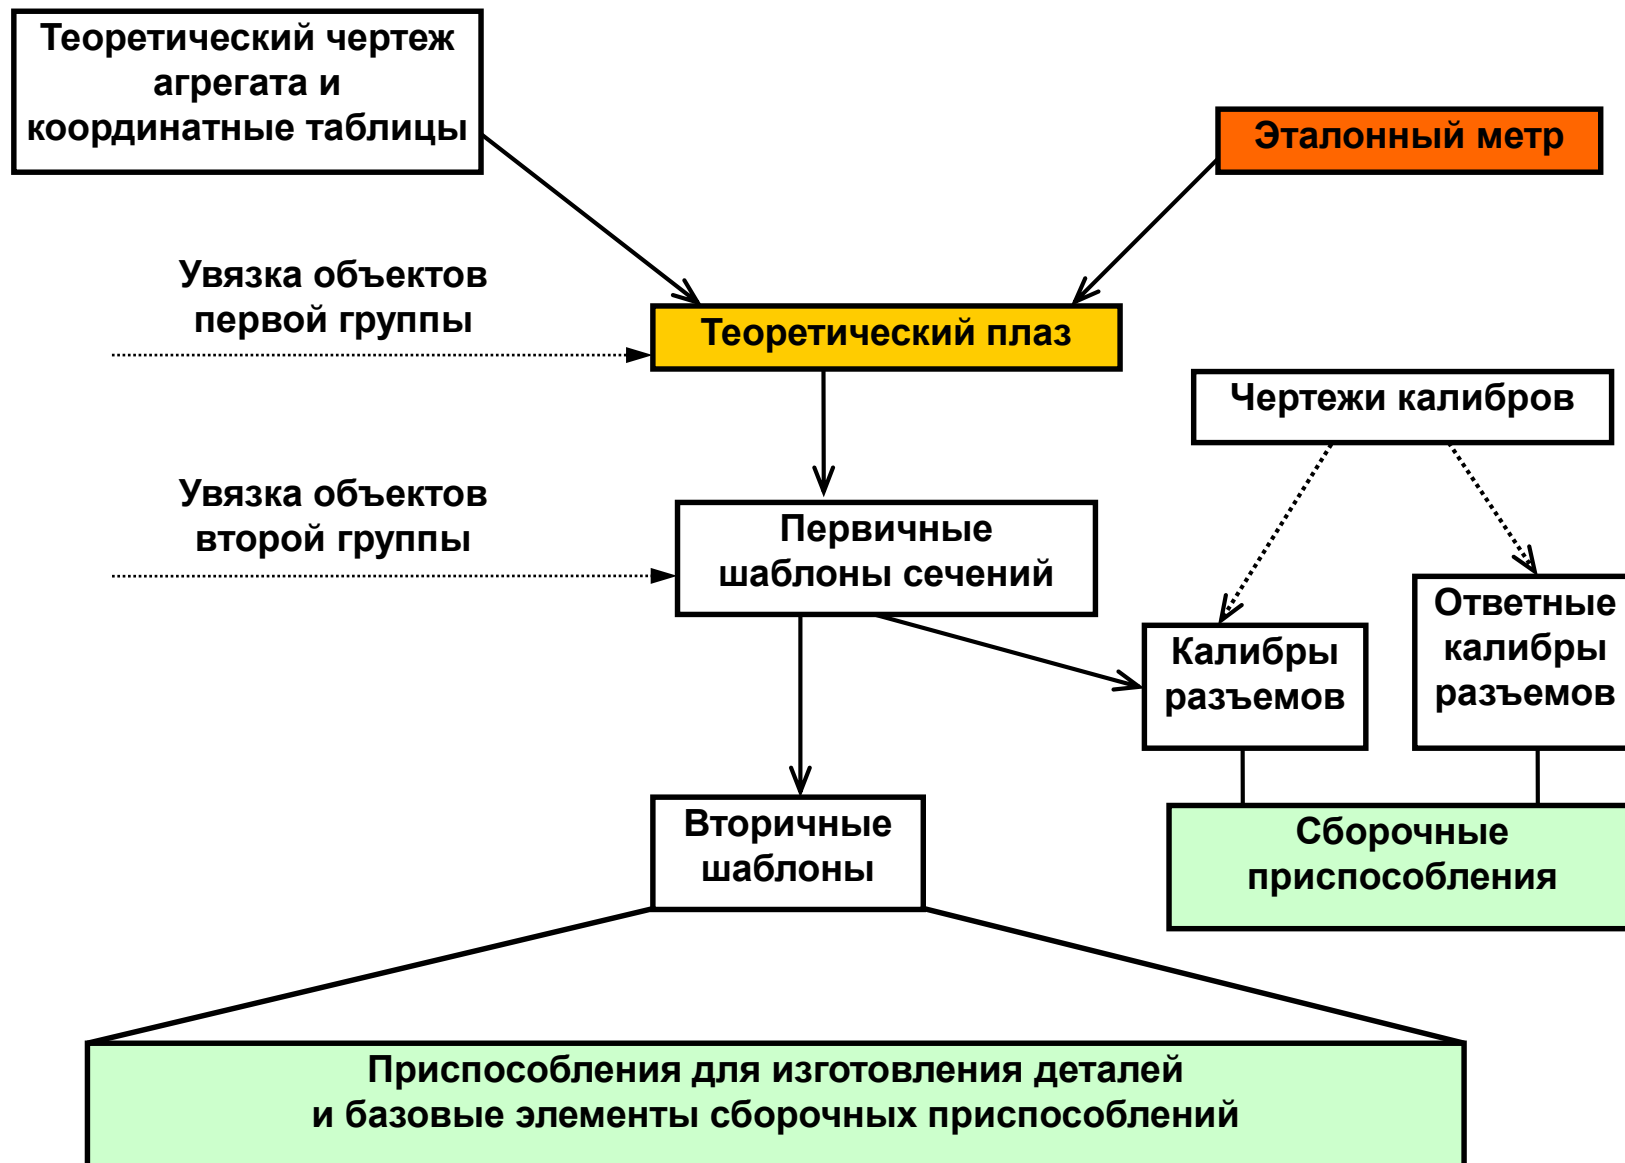 Теоретический чертеж
агрегата и
координатные таблицы
Эталонный метр
Увязка объектов
первой группы
Теоретический плаз
Чертежи калибров
Увязка объектов
второй группы
Первичные
шаблоны сечений
Калибры
разъемов
Ответные
калибры
разъемов
Вторичные
шаблоны
Сборочные
приспособления
Приспособления для изготовления деталей
и базовые элементы сборочных приспособлений